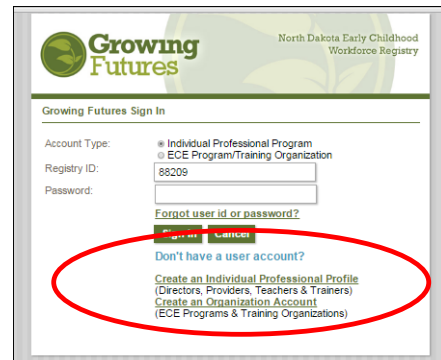 Growing
Futures
North Dakota Early Childhood
Workforce Registry
Growing Futures Sign In
Account Type:
Individual Professional Program
ECE Program/Training Organization
Registry ID:
88209
Password:
Forgot user id or password?
Sign In Cancel
Don't have a user account?
Create an Individual Professional Profile
(Directors, Providers, Teachers & Trainers)
Create an Organization Account
(ECE Programs & Training Organizations)